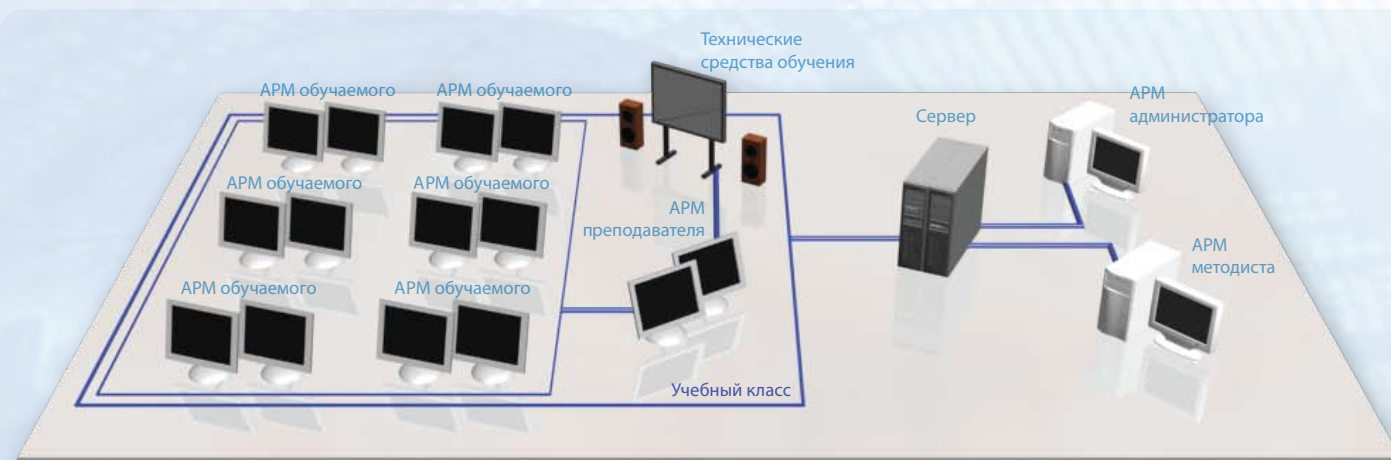 Технические
средства обучения
АРМ обучаемого
АРМ обучаемого
Сервер
АРМ
администратора
АРМ обучаемого
АРМ обучаемого
АРМ
преподавателя
АРМ
методиста
АРМ обучаемого
АРМ обучаемого
Учебный класс